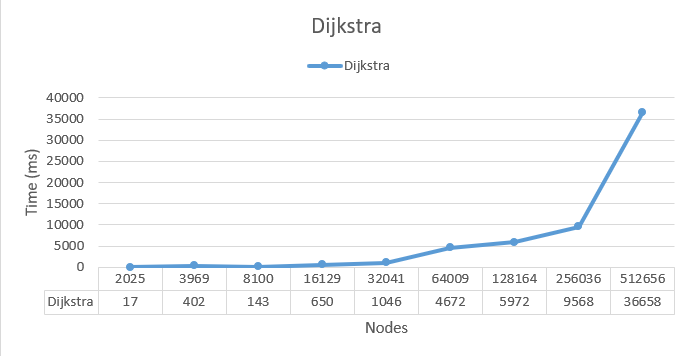 Dijkstra
Dijkstra
40000
35000
30000
25000
20000
15000
10000
5000
0
Time (ms)
2025 3969 8100 16129 32041 64009 128164 256036 512656
Dijkstra 17 402 143 650 1046 4672 5972 9568 36658
Nodes